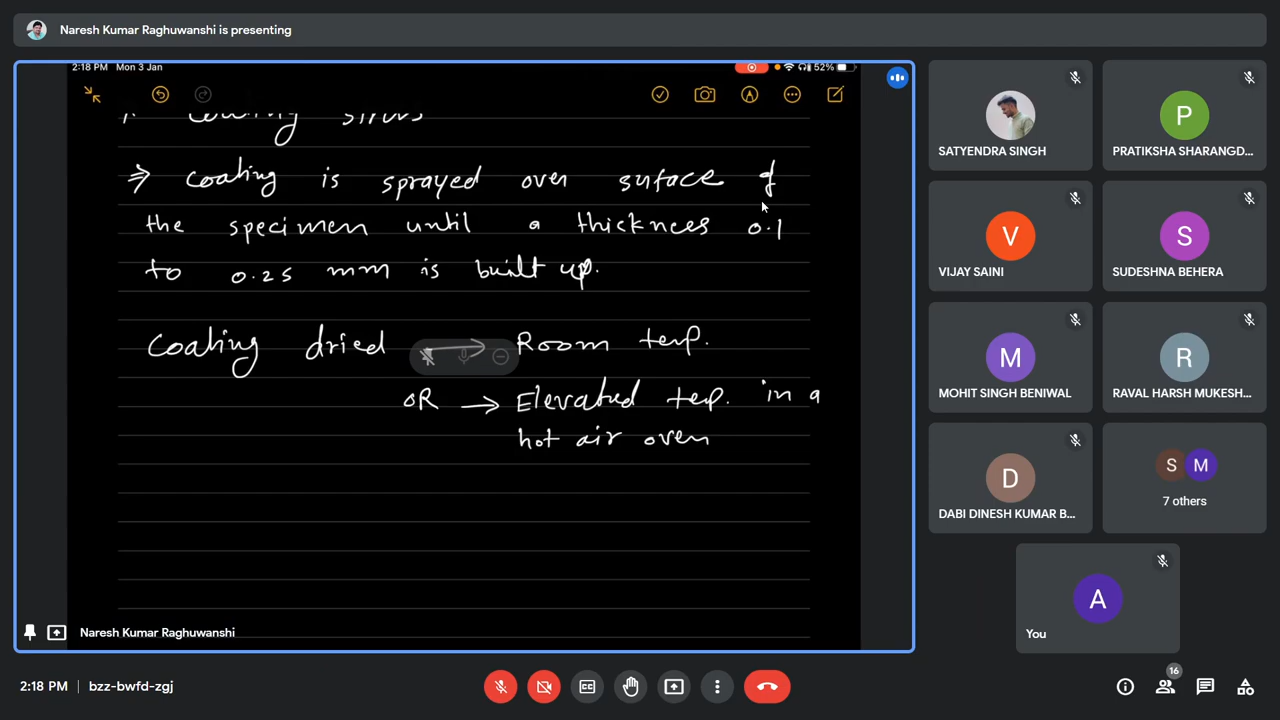 Naresh Kumar Raghuwanshi is presenting
2:18 PM Mon 3 Jan
52%
Coating
⇒ coating is sprayed over surface of
the specimen until a thickness 0.1
to 0.25 mm is built up.
Coating dried → Room temp.
OR → Elevated temp. in a
hot air oven
Naresh Kumar Raghuwanshi
SATYENDRA SINGH
P
PRATIKSHA SHARANGD...
V
VIJAY SAINI
S
SUDESHNA BEHERA
M
MOHIT SINGH BENIWAL
R
RAVAL HARSH MUKESH...
D
DABI DINESH KUMAR B...
S M
7 others
A
You
2:18 PM | bzz-bwfd-zgj
16